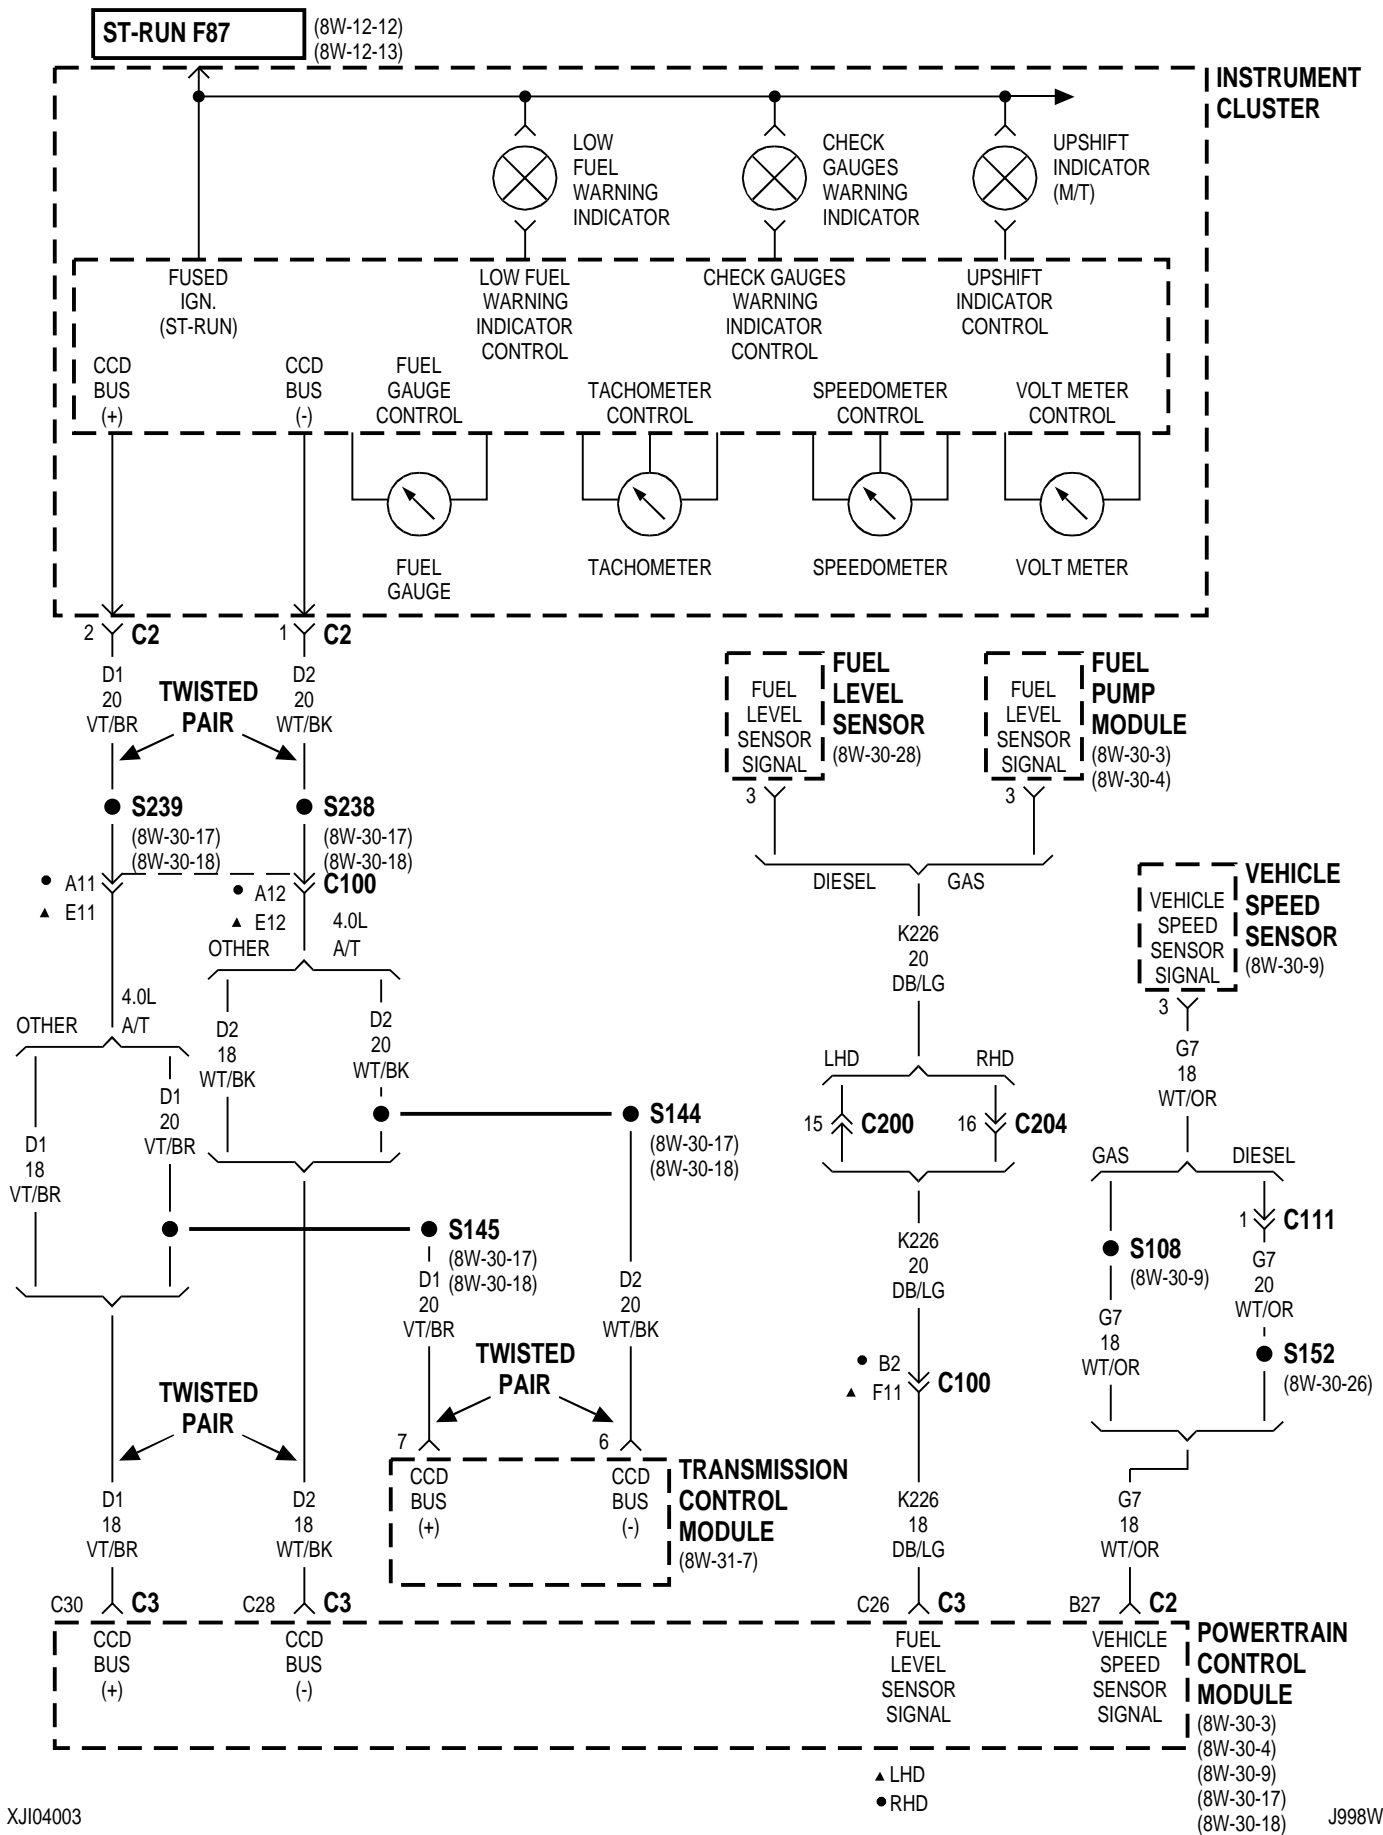 ST-RUN F87
(8W-12-12)
(8W-12-13)
INSTRUMENT
CLUSTER
LOW
FUEL
WARNING
INDICATOR
CHECK
GAUGES
WARNING
INDICATOR
UPSHIFT
INDICATOR
(M/T)
FUSED
IGN.
(ST-RUN)
LOW FUEL
WARNING
INDICATOR
CONTROL
CHECK GAUGES
WARNING
INDICATOR
CONTROL
UPSHIFT
INDICATOR
CONTROL
CCD
BUS
(+)
CCD
BUS
(-)
FUEL
GAUGE
CONTROL
TACHOMETER
CONTROL
SPEEDOMETER
CONTROL
VOLT METER
CONTROL
FUEL
GAUGE
TACHOMETER
SPEEDOMETER
VOLT METER
2 C2
1 C2
D1
20
VT/BR
TWISTED
PAIR
D2
20
WT/BK
FUEL
LEVEL
SENSOR
SIGNAL
FUEL
LEVEL
SENSOR
(8W-30-28)
3
FUEL
LEVEL
SENSOR
SIGNAL
FUEL
PUMP
MODULE
(8W-30-3)
(8W-30-4)
3
S239
(8W-30-17)
(8W-30-18)
S238
(8W-30-17)
(8W-30-18)
● A11
▲ E11
● A12
▲ E12
C100
DIESEL GAS
VEHICLE
SPEED
SENSOR
SIGNAL
VEHICLE
SPEED
SENSOR
(8W-30-9)
3
OTHER
4.0L
A/T
K226
20
DB/LG
OTHER
4.0L
A/T
D2
18
WT/BK
D2
20
WT/BK
G7
18
WT/OR
LHD RHD
15 C200
16 C204
D1
18
VT/BR
D1
20
VT/BR
S144
(8W-30-17)
(8W-30-18)
GAS DIESEL
1 C111
S145
(8W-30-17)
(8W-30-18)
K226
20
DB/LG
S108
(8W-30-9)
G7
20
WT/OR
D1
20
VT/BR
D2
20
WT/BK
G7
18
WT/OR
S152
(8W-30-26)
TWISTED
PAIR
TWISTED
PAIR
● B2
▲ F11
C100
7
6
CCD
BUS
(+)
CCD
BUS
(-)
TRANSMISSION
CONTROL
MODULE
(8W-31-7)
D1
18
VT/BR
D2
18
WT/BK
K226
18
DB/LG
G7
18
WT/OR
C30 C3
C28 C3
C26 C3
B27 C2
CCD
BUS
(+)
CCD
BUS
(-)
FUEL
LEVEL
SENSOR
SIGNAL
VEHICLE
SPEED
SENSOR
SIGNAL
POWERTRAIN
CONTROL
MODULE
(8W-30-3)
(8W-30-4)
(8W-30-9)
(8W-30-17)
(8W-30-18)
▲ LHD
● RHD
XJI04003
J998W